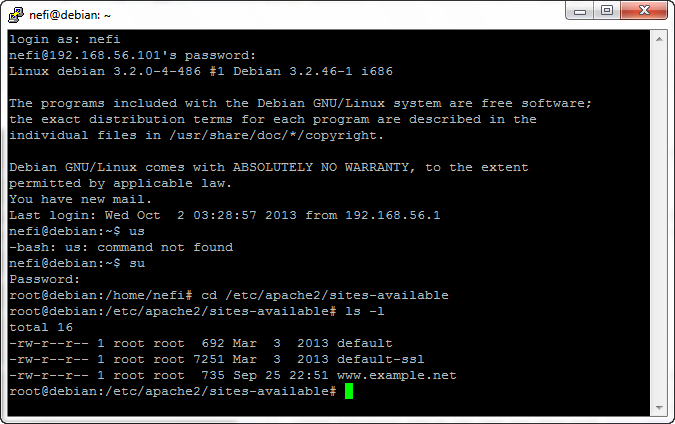 nefi@debian: ~
login as: nefi
nefi@192.168.56.101's password:
Linux debian 3.2.0-4-486 #1 Debian 3.2.46-1 i686
The programs included with the Debian GNU/Linux system are free software;
the exact distribution terms for each program are described in the
individual files in /usr/share/doc/*/copyright.
Debian GNU/Linux comes with ABSOLUTELY NO WARRANTY, to the extent
permitted by applicable law.
You have new mail.
Last login: Wed Oct  2 03:28:57 2013 from 192.168.56.1
nefi@debian:~$ us
-bash: us: command not found
nefi@debian:~$ su
Password:
root@debian:/home/nefi# cd /etc/apache2/sites-available
root@debian:/etc/apache2/sites-available# ls -l
total 16
-rw-r--r-- 1 root root  692 Mar  3  2013 default
-rw-r--r-- 1 root root 7251 Mar  3  2013 default-ssl
-rw-r--r-- 1 root root  735 Sep 25 22:51 www.example.net
root@debian:/etc/apache2/sites-available#